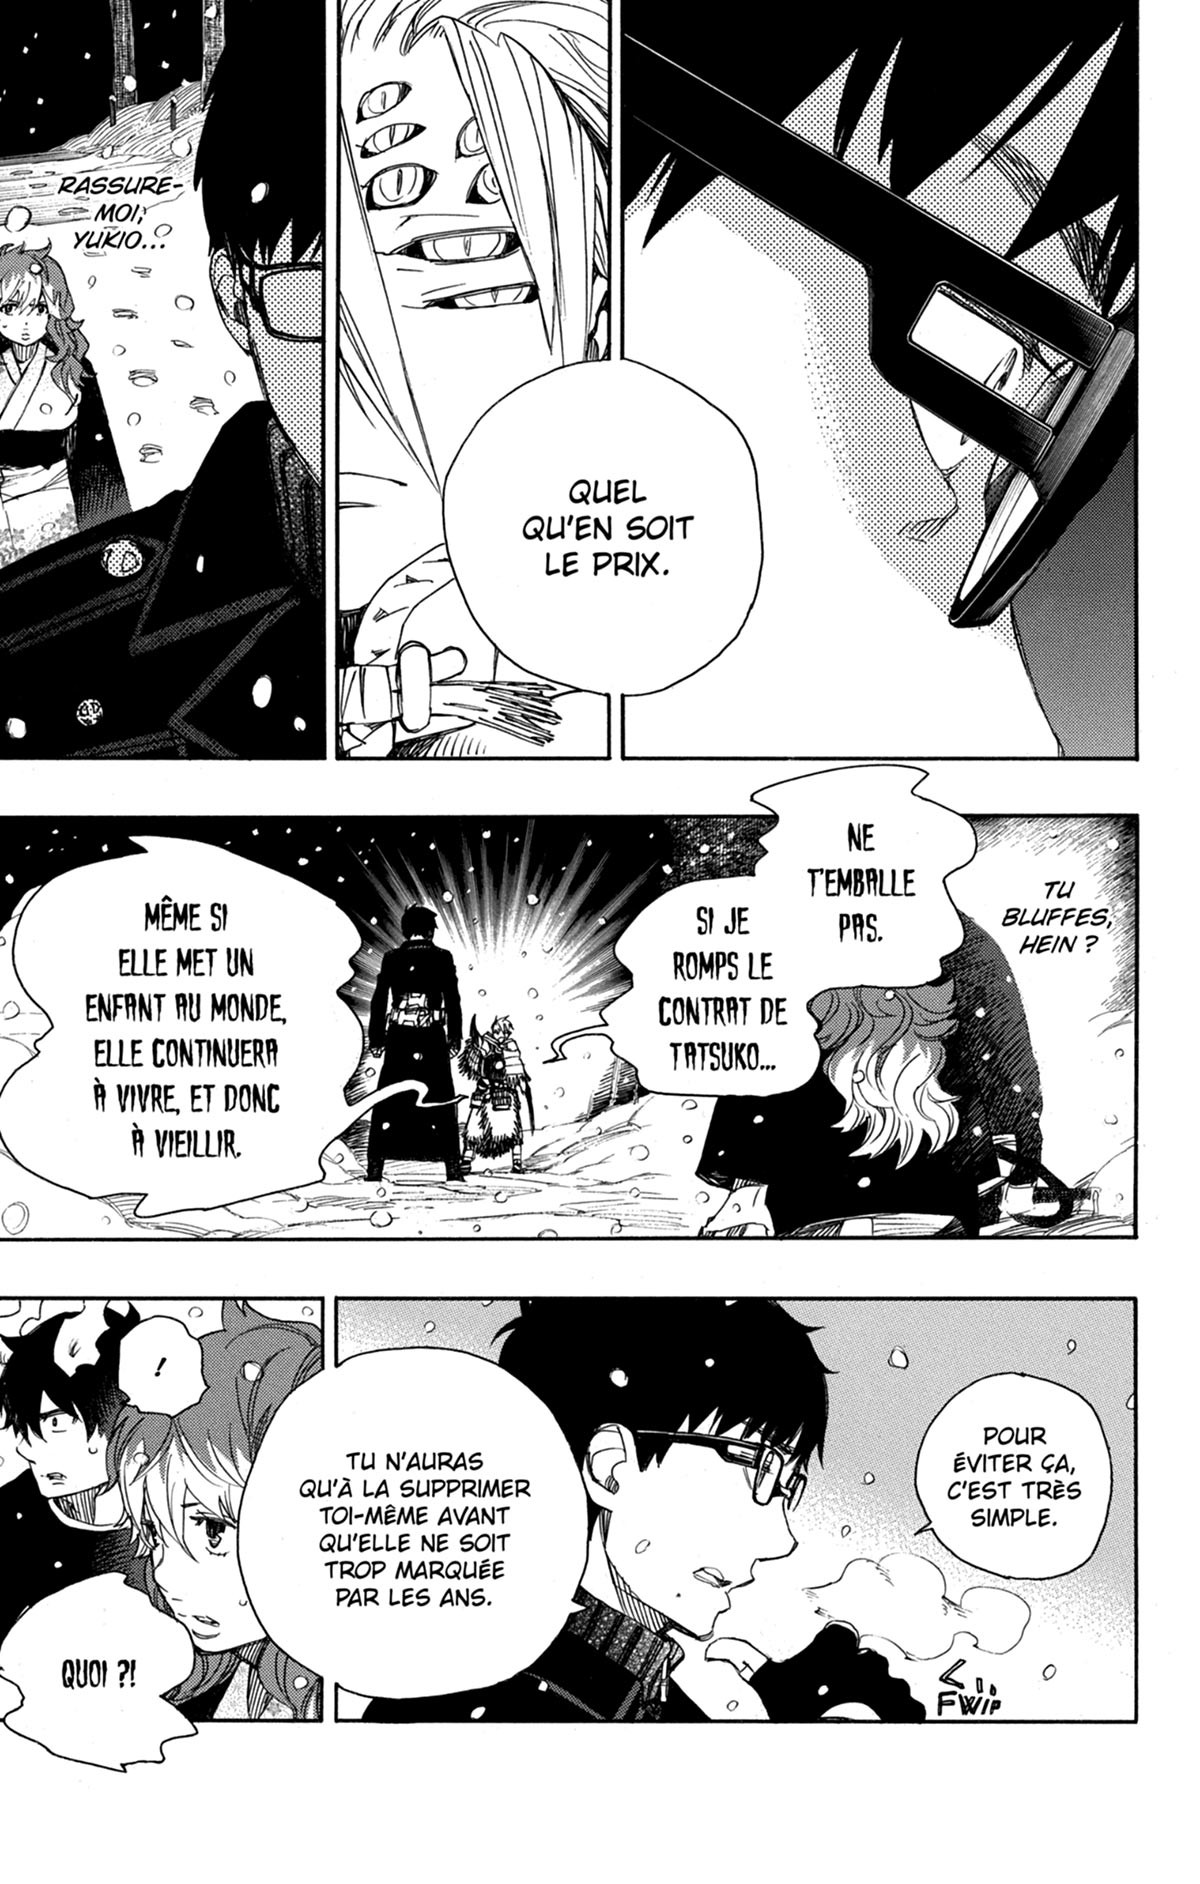 QUEL
QU'EN SOIT
LE PRIX.
RASSURE-
MOI,
YUKIO...
TU
BLUFFES,
HEIN ?
NE
T'EMBALLE
PAS.
SI JE
ROMPS LE
CONTRAT DE
TATSUKO...
MÊME SI
ELLE MET UN
ENFANT AU MONDE,
ELLE CONTINUERA
À VIVRE, ET DONC
À VIEILLIR.
POUR
ÉVITER ÇA,
C'EST TRÈS
SIMPLE.
FWIP
TU N'AURAS
QU'À LA SUPPRIMER
TOI-MÊME AVANT
QU'ELLE NE SOIT
TROP MARQUÉE
PAR LES ANS.
!
QUOI ?!